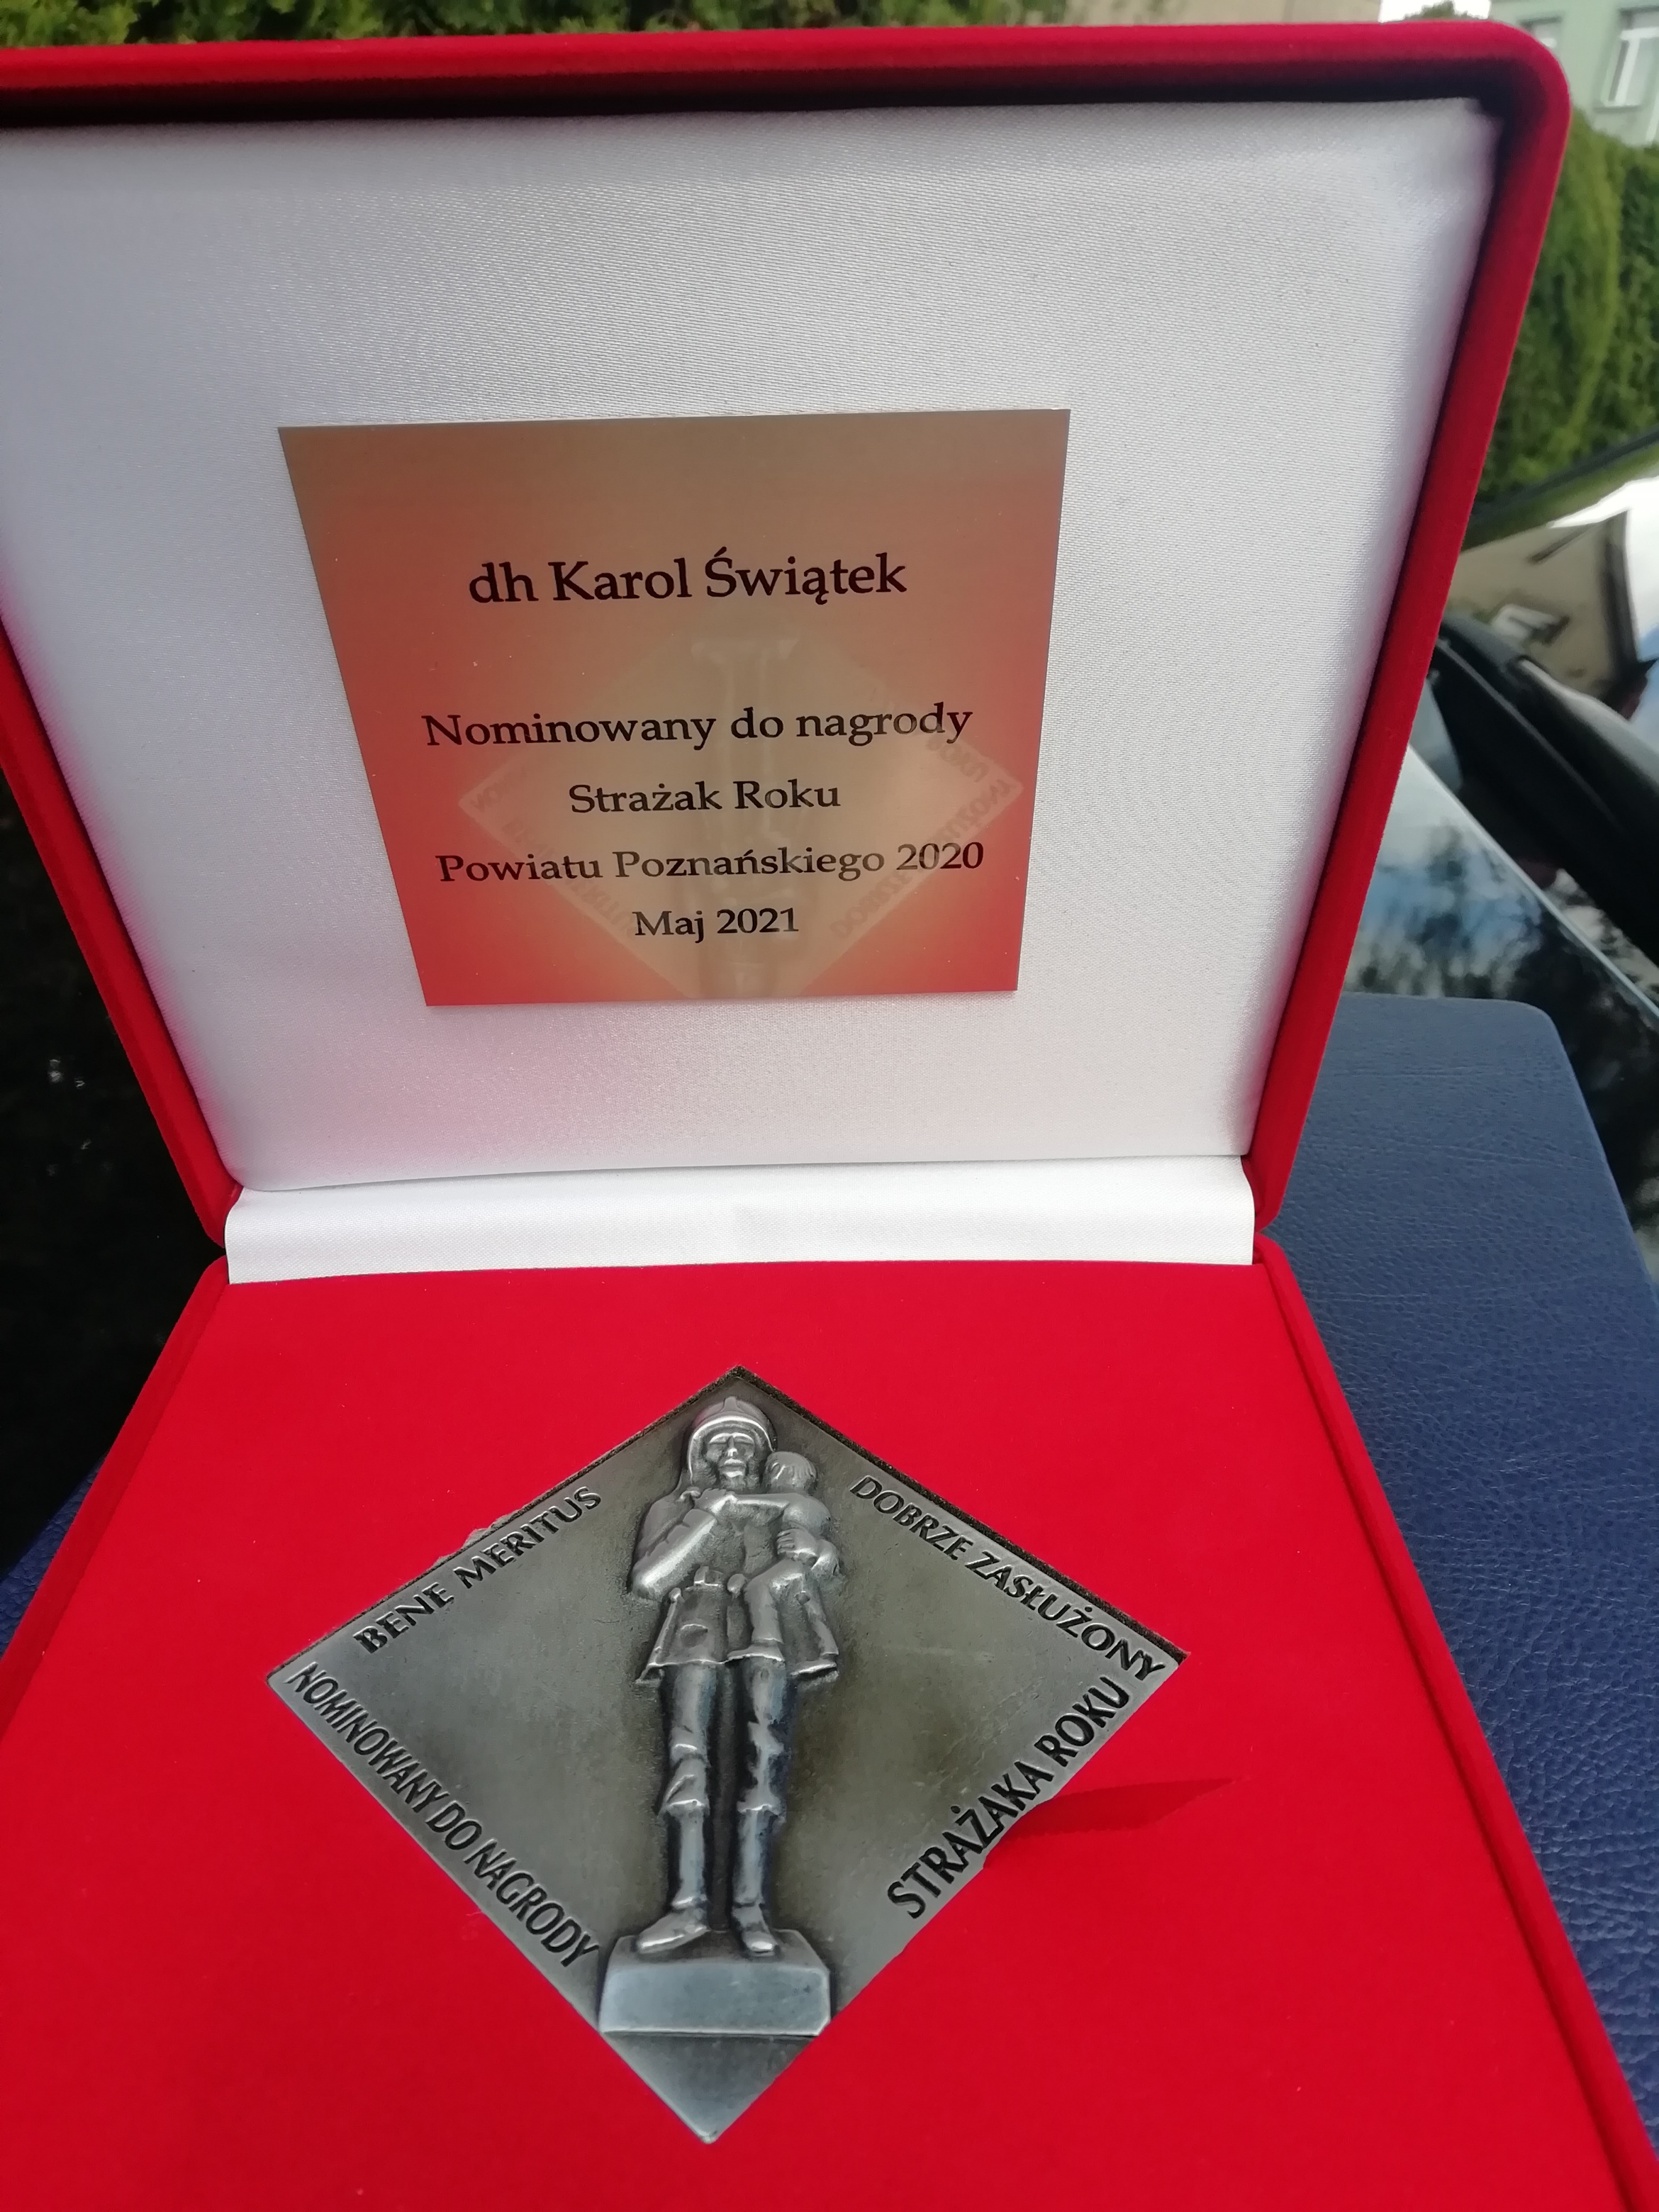 dh Karol Świątek
Nominowany do nagrody
Strażak Roku
Powiatu Poznańskiego 2020
Maj 2021
BENE MERITUS
DOBRZE ZASŁUŻONY
NOMINOWANY DO NAGRODY
STRAŻAKA ROKU